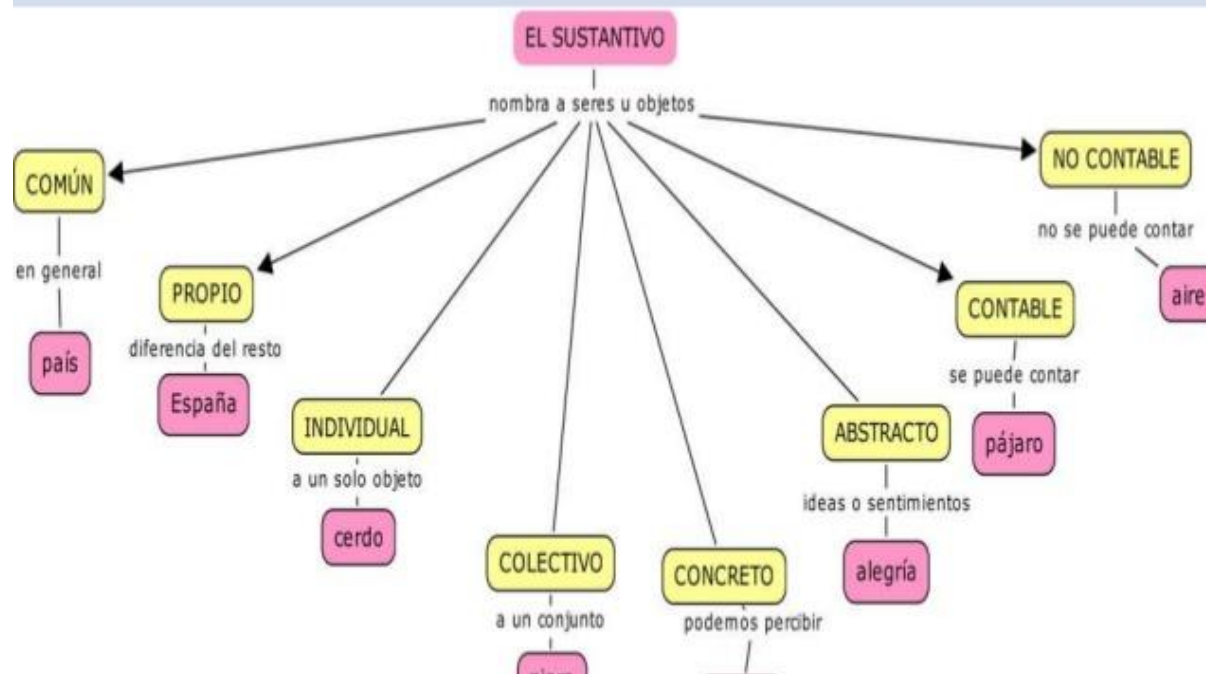 EL SUSTANTIVO
nombra a seres u objetos
COMÚN
en general
país
PROPIO
diferencia del resto
España
INDIVIDUAL
a un solo objeto
cerdo
COLECTIVO
a un conjunto
CONCRETO
podemos percibir
ABSTRACTO
ideas o sentimientos
alegría
CONTABLE
se puede contar
pájaro
NO CONTABLE
no se puede contar
aire